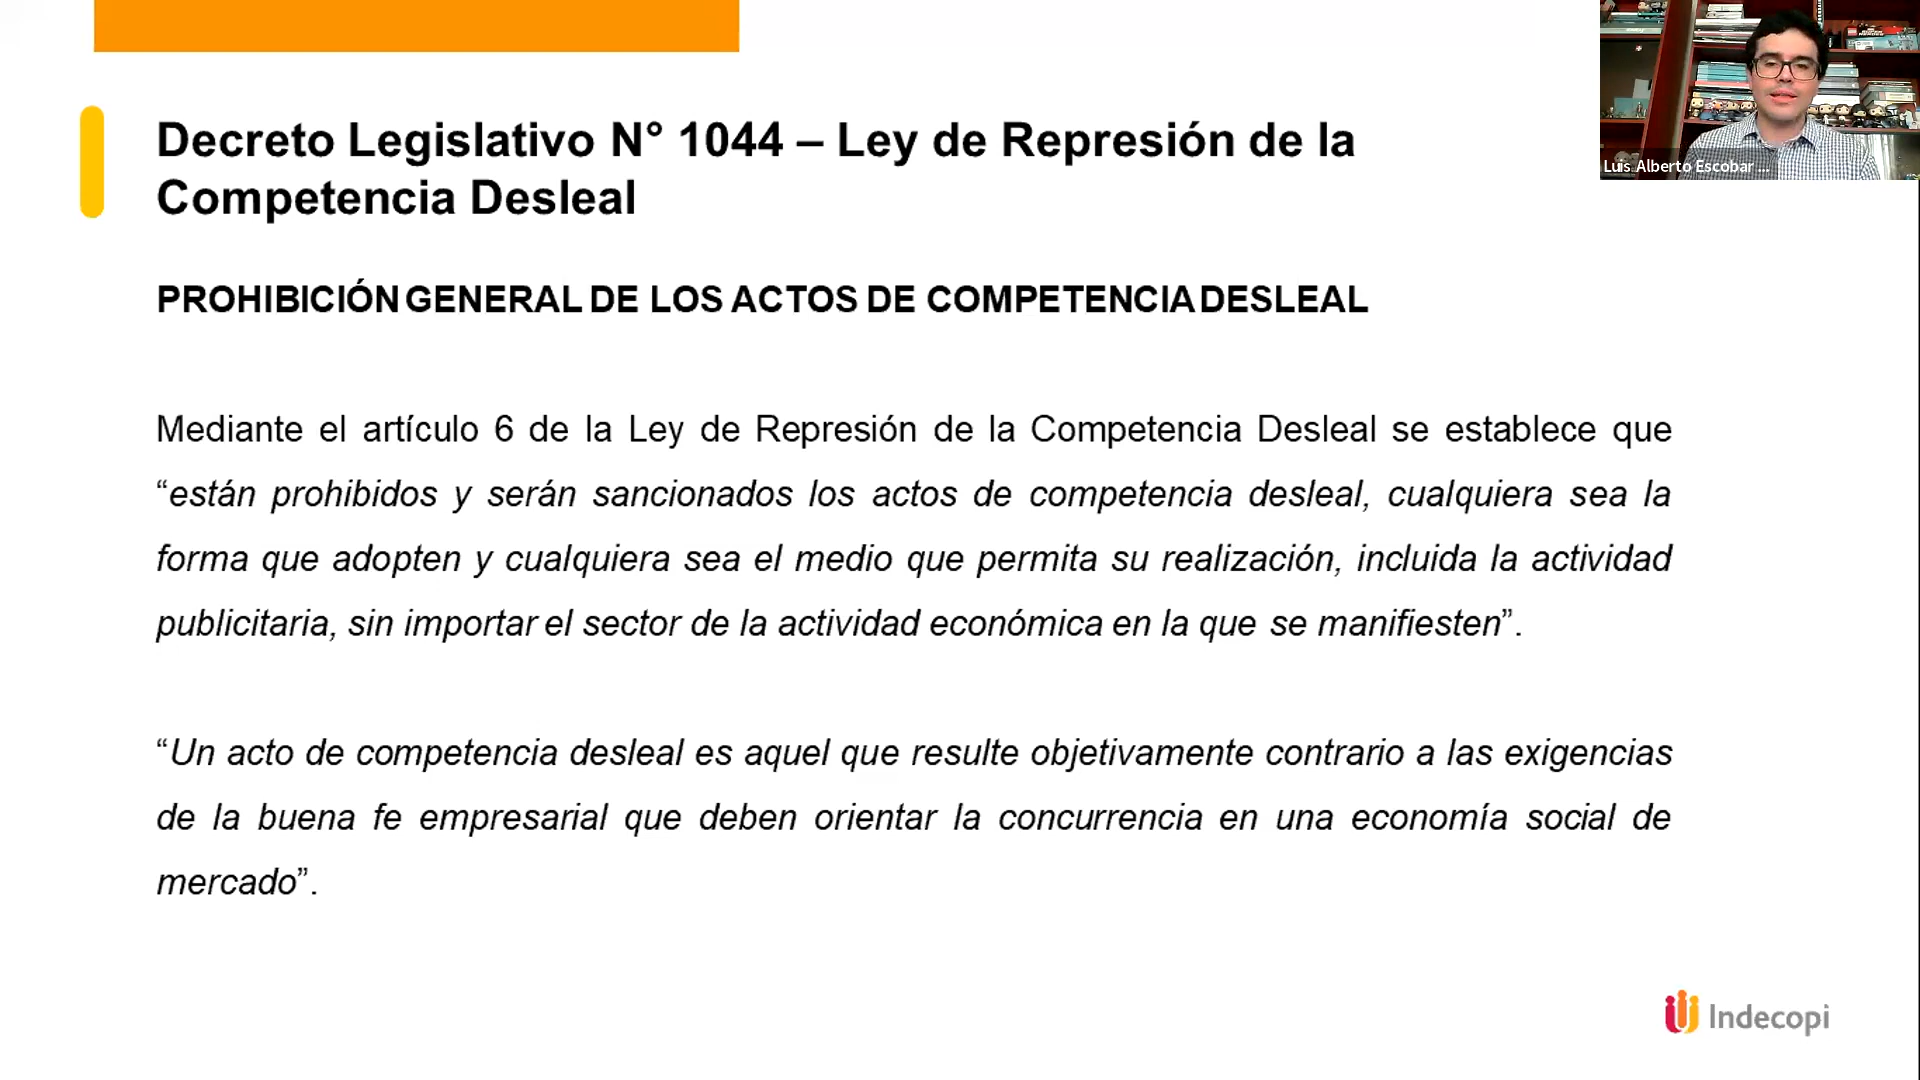 Decreto Legislativo N° 1044 – Ley de Represión de la
Competencia Desleal
PROHIBICIÓN GENERAL DE LOS ACTOS DE COMPETENCIA DESLEAL
Mediante el artículo 6 de la Ley de Represión de la Competencia Desleal se establece que
“están prohibidos y serán sancionados los actos de competencia desleal, cualquiera sea la
forma que adopten y cualquiera sea el medio que permita su realización, incluida la actividad
publicitaria, sin importar el sector de la actividad económica en la que se manifiesten”.
“Un acto de competencia desleal es aquel que resulte objetivamente contrario a las exigencias
de la buena fe empresarial que deben orientar la concurrencia en una economía social de
mercado”.
Luis Alberto Escobar ...
Indecopi